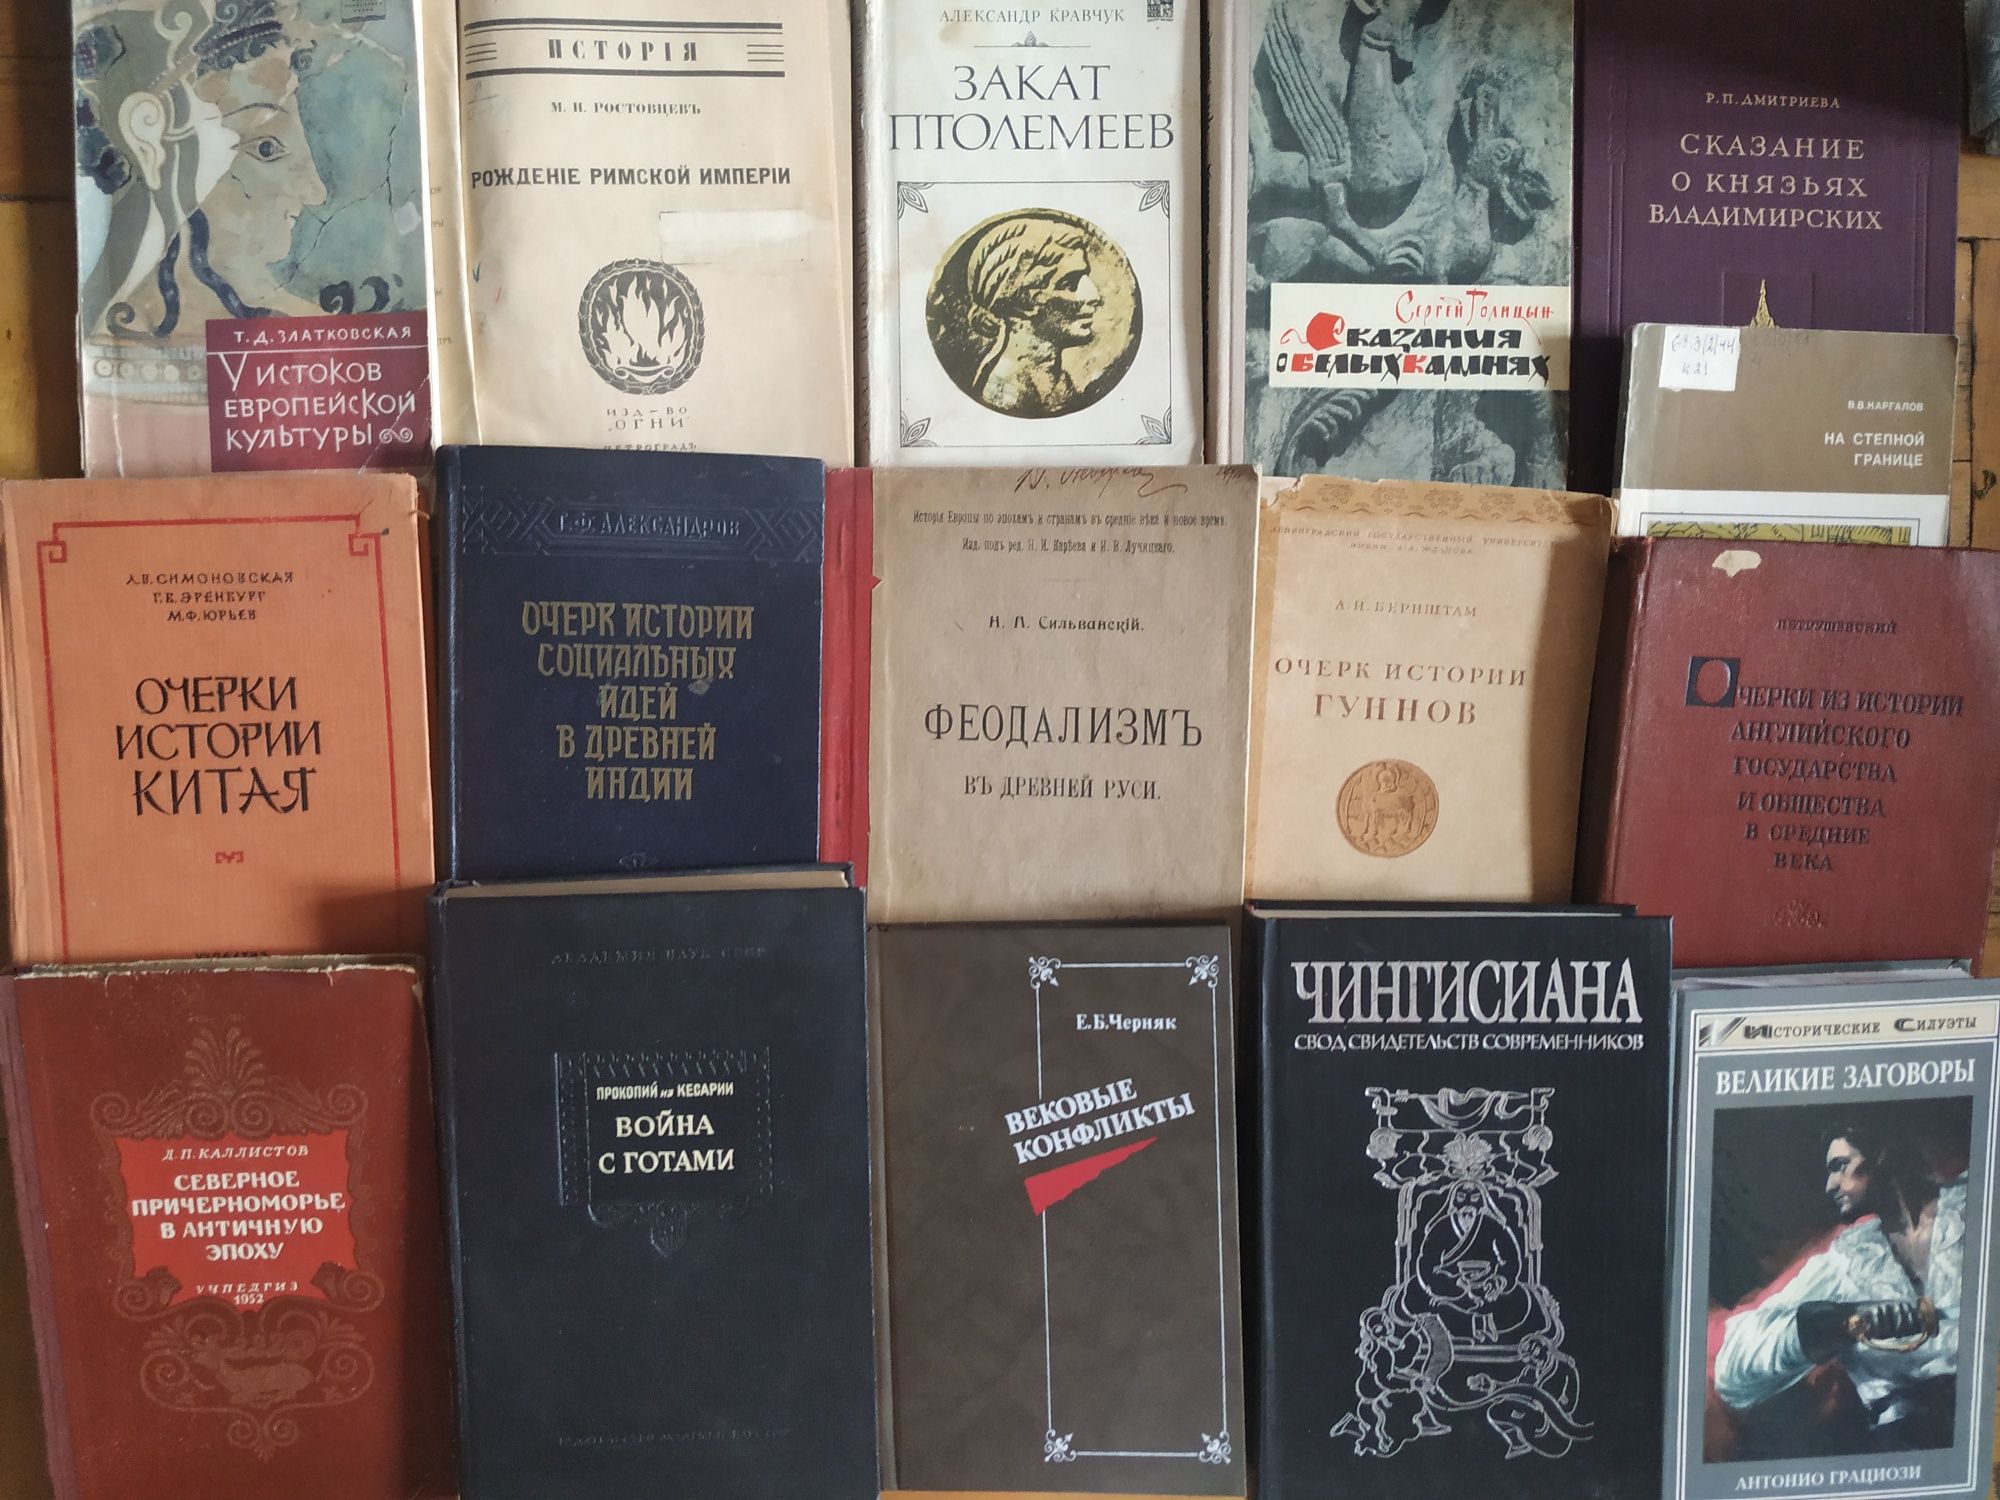 Т. Д. ЗЛАТКОВСКАЯ
У ИСТОКОВ
ЕВРОПЕЙСКОЙ
КУЛЬТУРЫ
ИСТОРІЯ
М. И. РОСТОВЦЕВЪ
РОЖДЕНІЕ РИМСКОЙ ИМПЕРІИ
ИЗД-ВО
„ОГНИ"
ПЕТРОГРАДЪ
АЛЕКСАНДР КРАВЧУК
ЗАКАТ
ПТОЛЕМЕЕВ
Сергей Голицын
Сказания
о Белых Камнях
Р. П. ДМИТРИЕВА
СКАЗАНИЕ
О КНЯЗЬЯХ
ВЛАДИМИРСКИХ
В. В. КАРГАЛОВ
НА СТЕПНОЙ
ГРАНИЦЕ
Л. В. СИМОНОВСКАЯ
Г. Б. ЭРЕНБУРГ
М. Ф. ЮРЬЕВ
ОЧЕРКИ
ИСТОРИИ
КИТАЯ
Г. Ф. АЛЕКСАНДРОВ
ОЧЕРК ИСТОРИИ
СОЦИАЛЬНЫХ
ИДЕЙ
В ДРЕВНЕЙ
ИНДИИ
Исторія Европы по эпохамъ и странамъ въ средніе вѣка и новое время.
Изд. подъ ред. Н. И. Карѣева и И. В. Лучицкаго.
Н. П. Сильванскій.
ФЕОДАЛИЗМЪ
ВЪ ДРЕВНЕЙ РУСИ.
ЛЕНИНГРАДСКИЙ ГОСУДАРСТВЕННЫЙ УНИВЕРСИТЕТ
ИМЕНИ А. А. ЖДАНОВА
А. Н. БЕРНШТАМ
ОЧЕРК ИСТОРИИ
ГУННОВ
ПЕТРУШЕВСКИЙ
ОЧЕРКИ ИЗ ИСТОРИИ
АНГЛИЙСКОГО
ГОСУДАРСТВА
И ОБЩЕСТВА
В СРЕДНИЕ
ВЕКА
Д. П. КАЛЛИСТОВ
СЕВЕРНОЕ
ПРИЧЕРНОМОРЬЕ
В АНТИЧНУЮ
ЭПОХУ
УЧПЕДГИЗ
1952
АКАДЕМИЯ НАУК СССР
ПРОКОПИЙ из КЕСАРИИ
ВОЙНА
С ГОТАМИ
Е. Б. Черняк
ВЕКОВЫЕ
КОНФЛИКТЫ
ЧИНГИСИАНА
СВОД СВИДЕТЕЛЬСТВ СОВРЕМЕННИКОВ
ИСТОРИЧЕСКИЕ СИЛУЭТЫ
ВЕЛИКИЕ ЗАГОВОРЫ
АНТОНИО ГРАЦИОЗИ